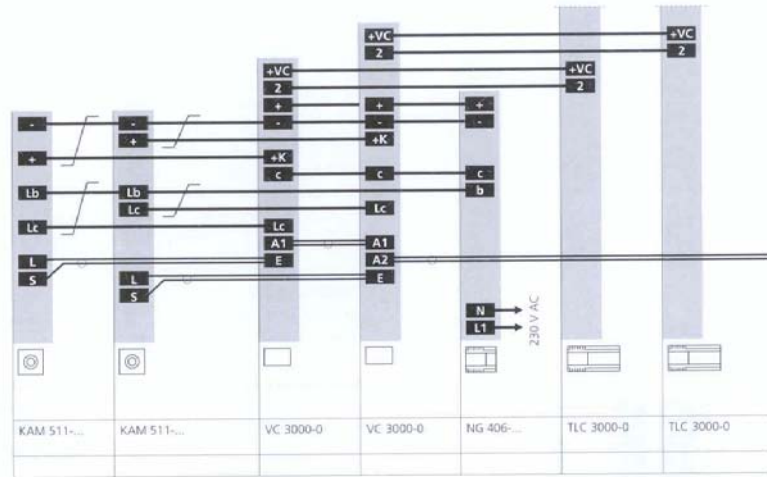 +VC
+VC
2
2
+VC
+VC
2
2
+
+
+
-
-
-
-
-
+
+K
+
+K
c
c
c
Lb
Lb
b
Lc
Lc
Lc
Lc
A1
A1
L
E
A2
S
L
E
S
N
L1
230 V AC
KAM 511-...
KAM 511-...
VC 3000-0
VC 3000-0
NG 406-...
TLC 3000-0
TLC 3000-0